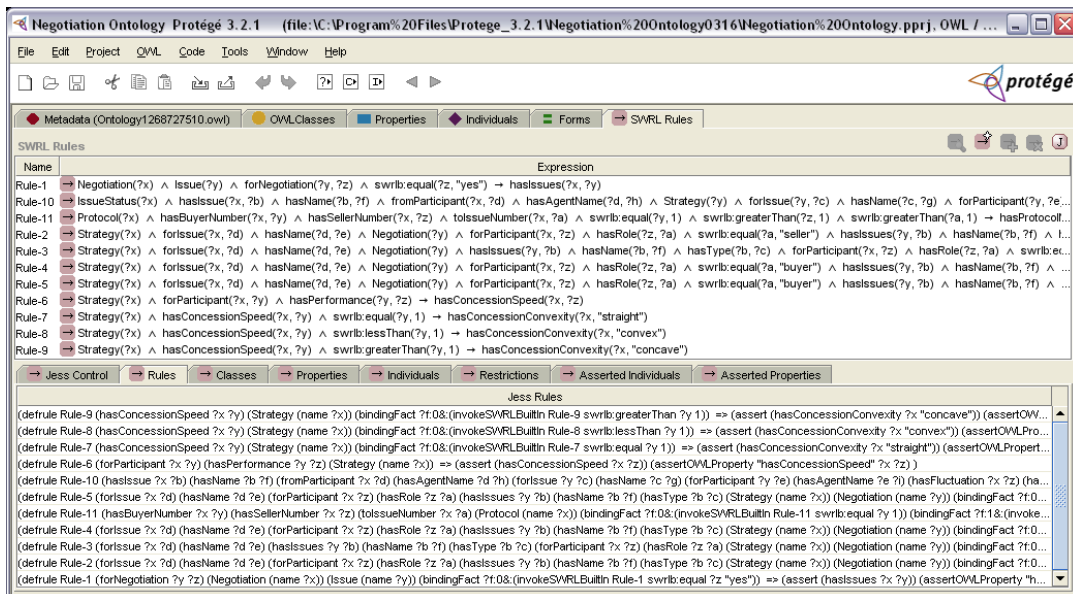 Negotiation Ontology Protégé 3.2.1 (file:\C:\Program%20Files\Protege_3.2.1\Negotiation%20Ontology0316\Negotiation%20Ontology.pprj, OWL / ...
File Edit Project OWL Code Tools Window Help
protégé
Metadata (Ontology1268727510.owl) OWLClasses Properties Individuals Forms SWRL Rules
SWRL Rules
Name Expression
Rule-1 → Negotiation(?x) ∧ Issue(?y) ∧ forNegotiation(?y, ?z) ∧ swrlb:equal(?z, "yes") → hasIssues(?x, ?y)
Rule-10 → IssueStatus(?x) ∧ hasIssue(?x, ?b) ∧ hasName(?b, ?f) ∧ fromParticipant(?x, ?d) ∧ hasAgentName(?d, ?h) ∧ Strategy(?y) ∧ forIssue(?y, ?c) ∧ hasName(?c, ?g) ∧ forParticipant(?y, ?e)...
Rule-11 → Protocol(?x) ∧ hasBuyerNumber(?x, ?y) ∧ hasSellerNumber(?x, ?z) ∧ toIssueNumber(?x, ?a) ∧ swrlb:equal(?y, 1) ∧ swrlb:greaterThan(?z, 1) ∧ swrlb:greaterThan(?a, 1) → hasProtocolI...
Rule-2 → Strategy(?x) ∧ forIssue(?x, ?d) ∧ hasName(?d, ?e) ∧ Negotiation(?y) ∧ forParticipant(?x, ?z) ∧ hasRole(?z, ?a) ∧ swrlb:equal(?a, "seller") ∧ hasIssues(?y, ?b) ∧ hasName(?b, ?f) ∧ h...
Rule-3 → Strategy(?x) ∧ forIssue(?x, ?d) ∧ hasName(?d, ?e) ∧ Negotiation(?y) ∧ hasIssues(?y, ?b) ∧ hasName(?b, ?f) ∧ hasType(?b, ?c) ∧ forParticipant(?x, ?z) ∧ hasRole(?z, ?a) ∧ swrlb:eq...
Rule-4 → Strategy(?x) ∧ forIssue(?x, ?d) ∧ hasName(?d, ?e) ∧ Negotiation(?y) ∧ forParticipant(?x, ?z) ∧ hasRole(?z, ?a) ∧ swrlb:equal(?a, "buyer") ∧ hasIssues(?y, ?b) ∧ hasName(?b, ?f) ∧ ...
Rule-5 → Strategy(?x) ∧ forIssue(?x, ?d) ∧ hasName(?d, ?e) ∧ Negotiation(?y) ∧ forParticipant(?x, ?z) ∧ hasRole(?z, ?a) ∧ swrlb:equal(?a, "buyer") ∧ hasIssues(?y, ?b) ∧ hasName(?b, ?f) ∧ ...
Rule-6 → Strategy(?x) ∧ forParticipant(?x, ?y) ∧ hasPerformance(?y, ?z) → hasConcessionSpeed(?x, ?z)
Rule-7 → Strategy(?x) ∧ hasConcessionSpeed(?x, ?y) ∧ swrlb:equal(?y, 1) → hasConcessionConvexity(?x, "straight")
Rule-8 → Strategy(?x) ∧ hasConcessionSpeed(?x, ?y) ∧ swrlb:lessThan(?y, 1) → hasConcessionConvexity(?x, "convex")
Rule-9 → Strategy(?x) ∧ hasConcessionSpeed(?x, ?y) ∧ swrlb:greaterThan(?y, 1) → hasConcessionConvexity(?x, "concave")
→ Jess Control → Rules → Classes → Properties → Individuals → Restrictions → Asserted Individuals → Asserted Properties
Jess Rules
(defrule Rule-9 (hasConcessionSpeed ?x ?y) (Strategy (name ?x)) (bindingFact ?f:0&:(invokeSWRLBuiltIn Rule-9 swrlb:greaterThan ?y 1)) => (assert (hasConcessionConvexity ?x "concave")) (assertOW...
(defrule Rule-8 (hasConcessionSpeed ?x ?y) (Strategy (name ?x)) (bindingFact ?f:0&:(invokeSWRLBuiltIn Rule-8 swrlb:lessThan ?y 1)) => (assert (hasConcessionConvexity ?x "convex")) (assertOWLPro...
(defrule Rule-7 (hasConcessionSpeed ?x ?y) (Strategy (name ?x)) (bindingFact ?f:0&:(invokeSWRLBuiltIn Rule-7 swrlb:equal ?y 1)) => (assert (hasConcessionConvexity ?x "straight")) (assertOWLPropert...
(defrule Rule-6 (forParticipant ?x ?y) (hasPerformance ?y ?z) (Strategy (name ?x)) => (assert (hasConcessionSpeed ?x ?z)) (assertOWLProperty "hasConcessionSpeed" ?x ?z) )
(defrule Rule-10 (hasIssue ?x ?b) (hasName ?b ?f) (fromParticipant ?x ?d) (hasAgentName ?d ?h) (forIssue ?y ?c) (hasName ?c ?g) (forParticipant ?y ?e) (hasAgentName ?e ?i) (hasFluctuation ?x ?z) (ha...
(defrule Rule-5 (forIssue ?x ?d) (hasName ?d ?e) (forParticipant ?x ?z) (hasRole ?z ?a) (hasIssues ?y ?b) (hasName ?b ?f) (hasType ?b ?c) (Strategy (name ?x)) (Negotiation (name ?y)) (bindingFact ?f:0...
(defrule Rule-11 (hasBuyerNumber ?x ?y) (hasSellerNumber ?x ?z) (toIssueNumber ?x ?a) (Protocol (name ?x)) (bindingFact ?f:0&:(invokeSWRLBuiltIn Rule-11 swrlb:equal ?y 1)) (bindingFact ?f:1&:(invoke...
(defrule Rule-4 (forIssue ?x ?d) (hasName ?d ?e) (forParticipant ?x ?z) (hasRole ?z ?a) (hasIssues ?y ?b) (hasName ?b ?f) (hasType ?b ?c) (Strategy (name ?x)) (Negotiation (name ?y)) (bindingFact ?f:0...
(defrule Rule-3 (forIssue ?x ?d) (hasName ?d ?e) (hasIssues ?y ?b) (hasName ?b ?f) (hasType ?b ?c) (forParticipant ?x ?z) (hasRole ?z ?a) (Strategy (name ?x)) (Negotiation (name ?y)) (bindingFact ?f:0...
(defrule Rule-2 (forIssue ?x ?d) (hasName ?d ?e) (forParticipant ?x ?z) (hasRole ?z ?a) (hasIssues ?y ?b) (hasName ?b ?f) (hasType ?b ?c) (Strategy (name ?x)) (Negotiation (name ?y)) (bindingFact ?f:0...
(defrule Rule-1 (forNegotiation ?y ?z) (Negotiation (name ?x)) (Issue (name ?y)) (bindingFact ?f:0&:(invokeSWRLBuiltIn Rule-1 swrlb:equal ?z "yes")) => (assert (hasIssues ?x ?y)) (assertOWLProperty "h...